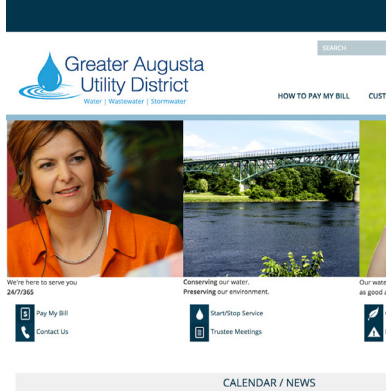 SEARCH
Greater Augusta
Utility District
Water | Wastewater | Stormwater
HOW TO PAY MY BILL
CUST
We're here to serve you
24/7/365
Pay My Bill
Contact Us
Conserving our water.
Preserving our environment.
Start/Stop Service
Trustee Meetings
Our wate
as good a
CALENDAR / NEWS